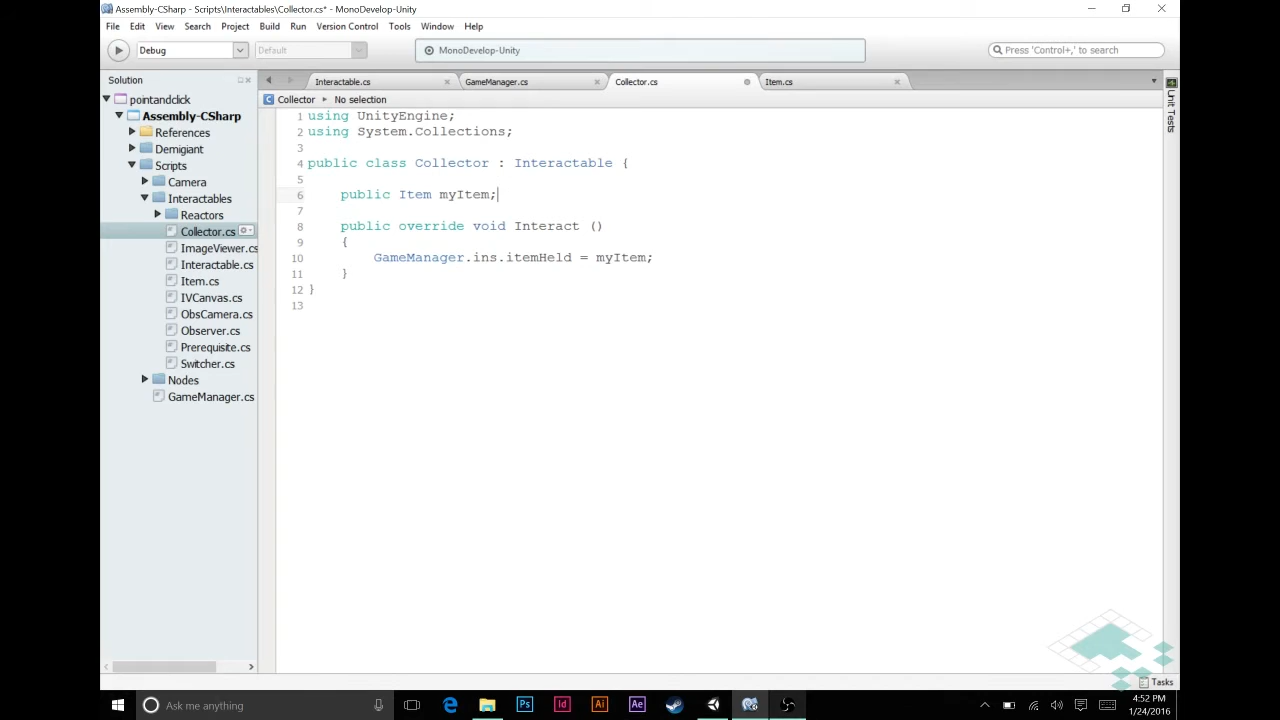 Assembly-CSharp - Scripts\Interactables\Collector.cs* - MonoDevelop-Unity
File Edit View Search Project Build Run Version Control Tools Window Help
Debug Default MonoDevelop-Unity Press 'Control+,' to search
Solution
pointandclick
Assembly-CSharp
References
Demigiant
Scripts
Camera
Interactables
Reactors
Collector.cs
ImageViewer.cs
Interactable.cs
Item.cs
IVCanvas.cs
ObsCamera.cs
Observer.cs
Prerequisite.cs
Switcher.cs
Nodes
GameManager.cs
Interactable.cs GameManager.cs Collector.cs Item.cs
Collector No selection
1 using UnityEngine;
2 using System.Collections;
3
4 public class Collector : Interactable {
5
6 public Item myItem;
7
8 public override void Interact ()
9 {
10 GameManager.ins.itemHeld = myItem;
11 }
12 }
13
Unit Tests
Tasks
Ask me anything
Ps Id Ai Ae
4:52 PM
1/24/2016